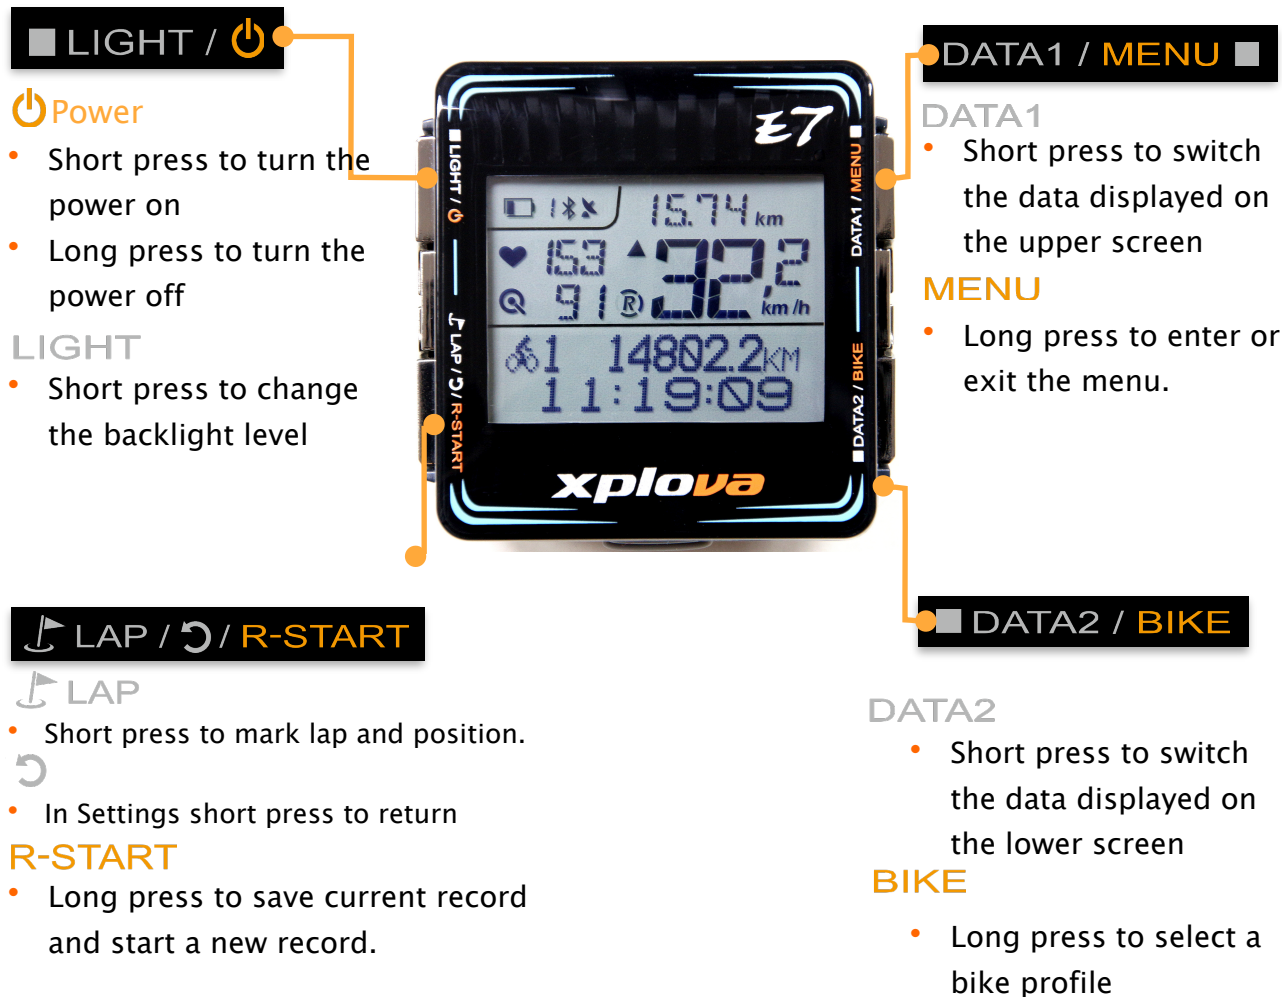 LIGHT /
Power
Short press to turn the
power on
Long press to turn the
power off
LIGHT
Short press to change
the backlight level
E7
LIGHT /
DATA1 / MENU
15.74 km
153
32,2
91
R
km/h
1 14802.2KM
11:19:09
LAP / / R-START
DATA2 / BIKE
xplova
DATA1 / MENU
DATA1
Short press to switch
the data displayed on
the upper screen
MENU
Long press to enter or
exit the menu.
LAP / / R-START
LAP
Short press to mark lap and position.
In Settings short press to return
R-START
Long press to save current record
and start a new record.
DATA2 / BIKE
DATA2
Short press to switch
the data displayed on
the lower screen
BIKE
Long press to select a
bike profile